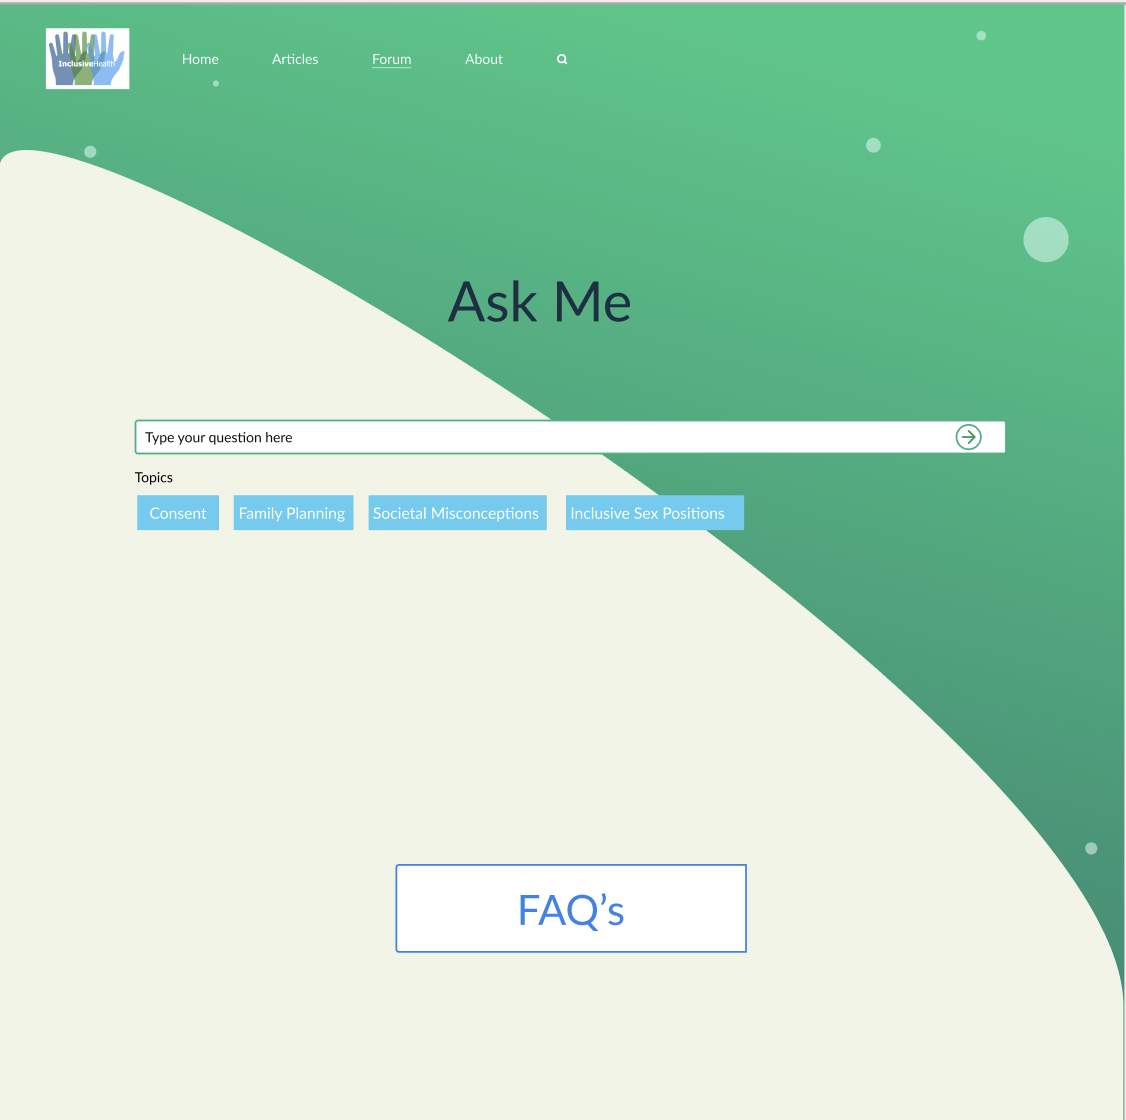 InclusiveHealth
Home Articles Forum About
Ask Me
Type your question here
Topics
Consent Family Planning Societal Misconceptions Inclusive Sex Positions
FAQ’s